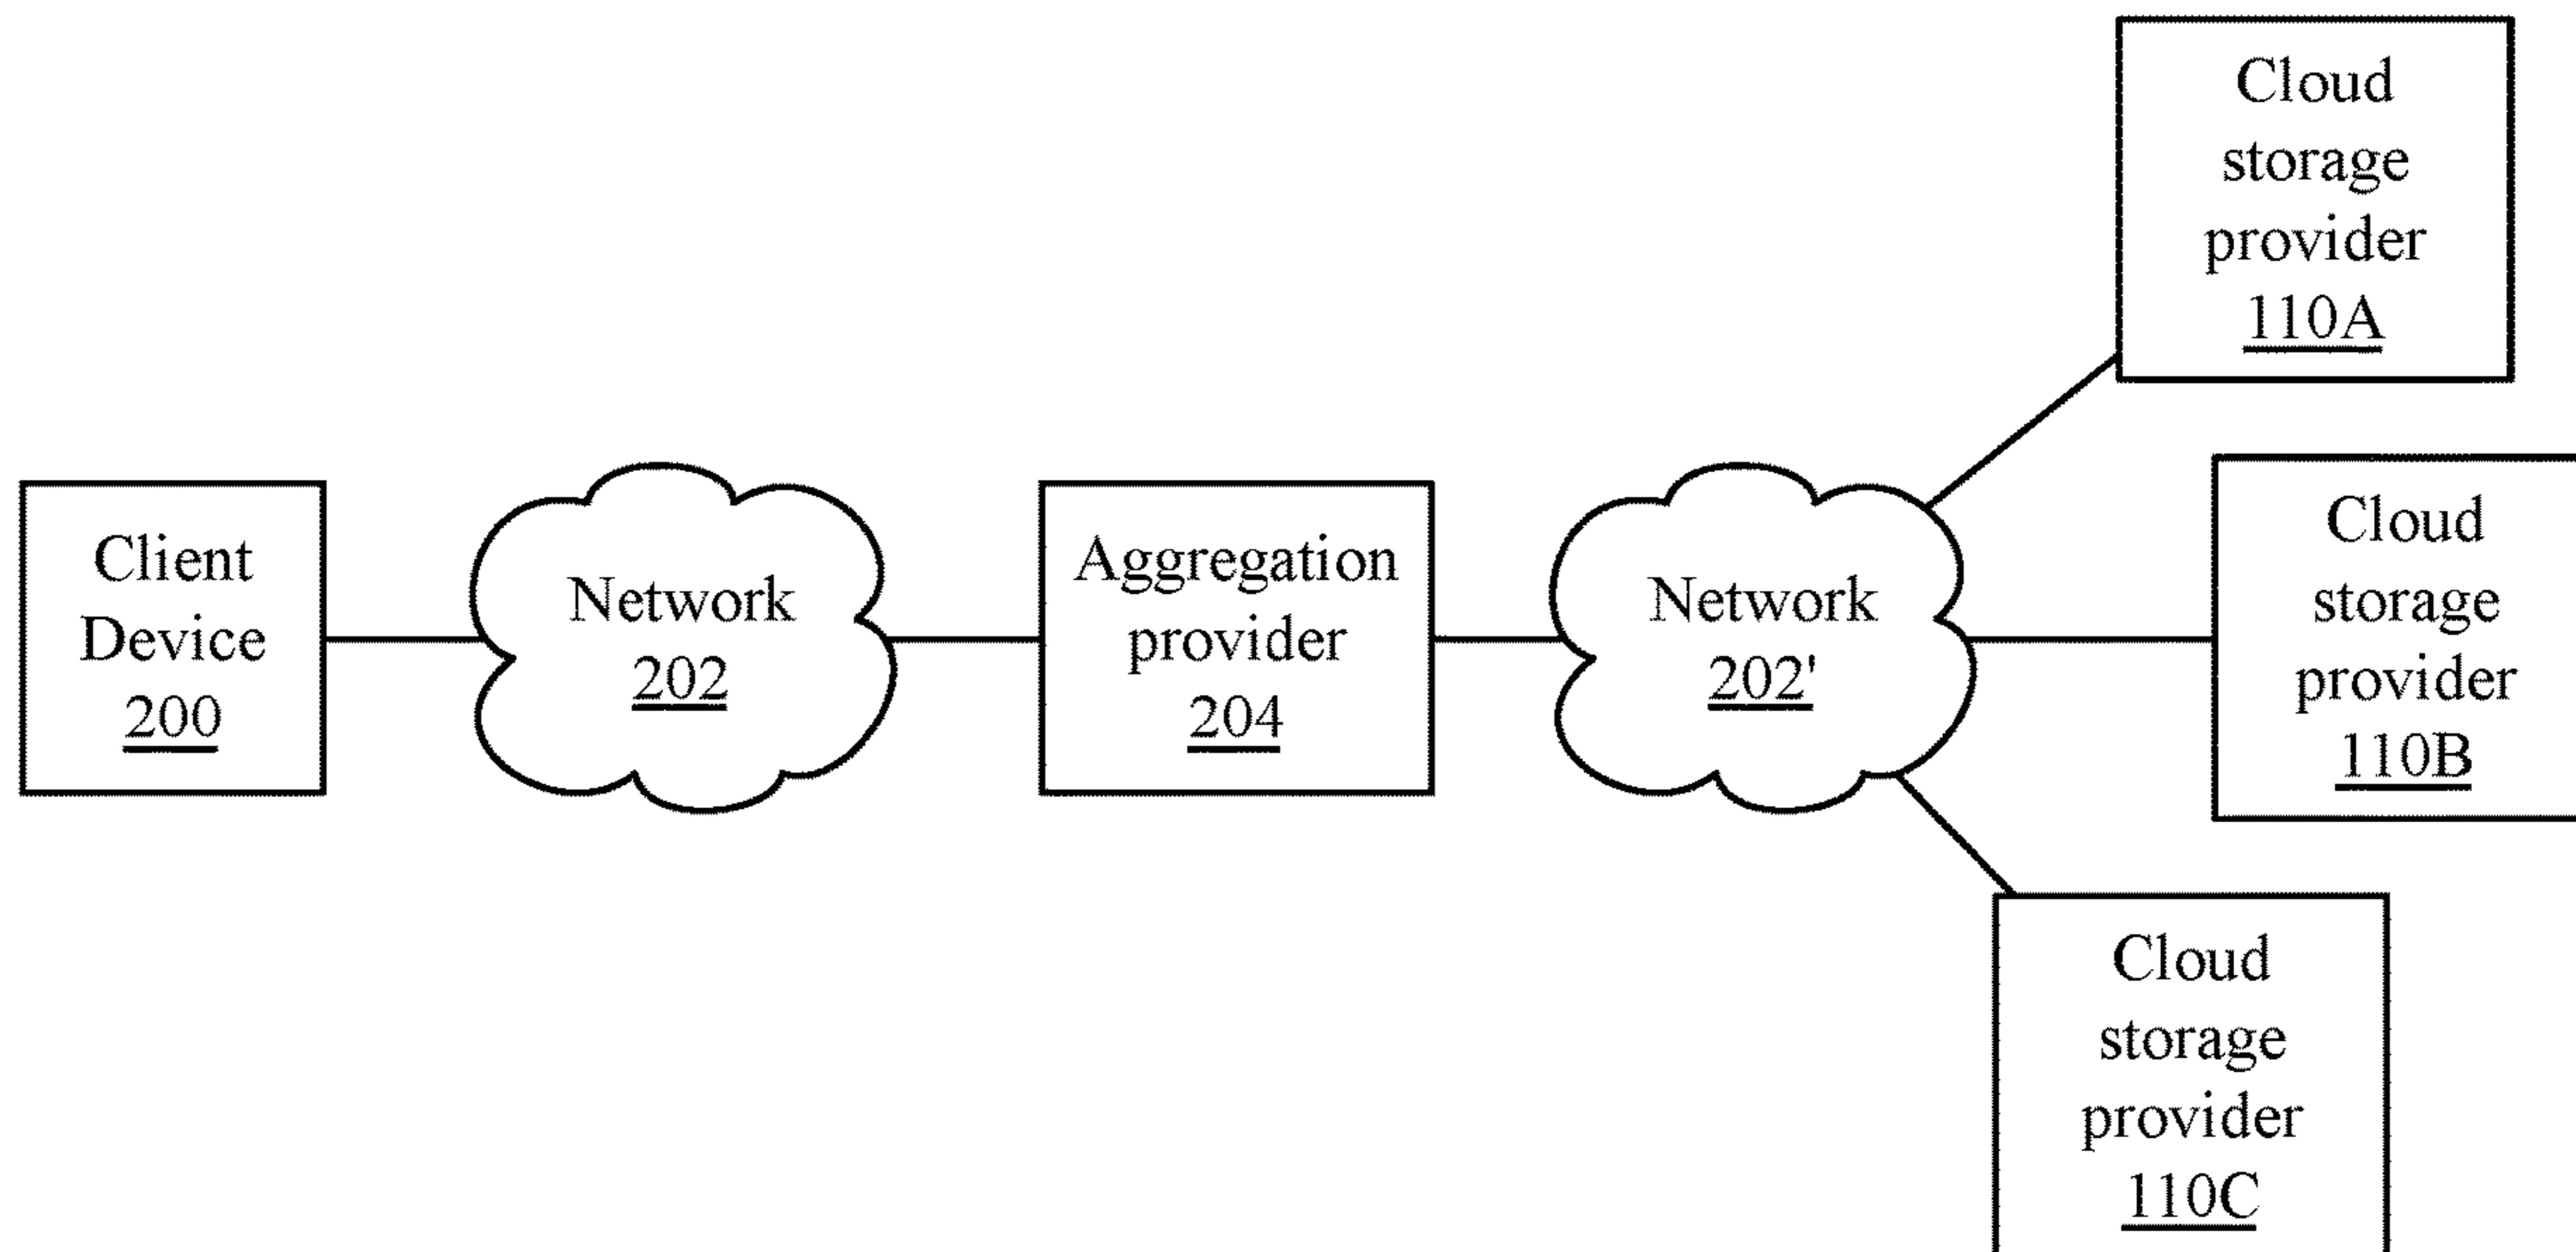 Client
Device
200
Network
202
Aggregation
provider
204
Network
202'
Cloud
storage
provider
110A
Cloud
storage
provider
110B
Cloud
storage
provider
110C